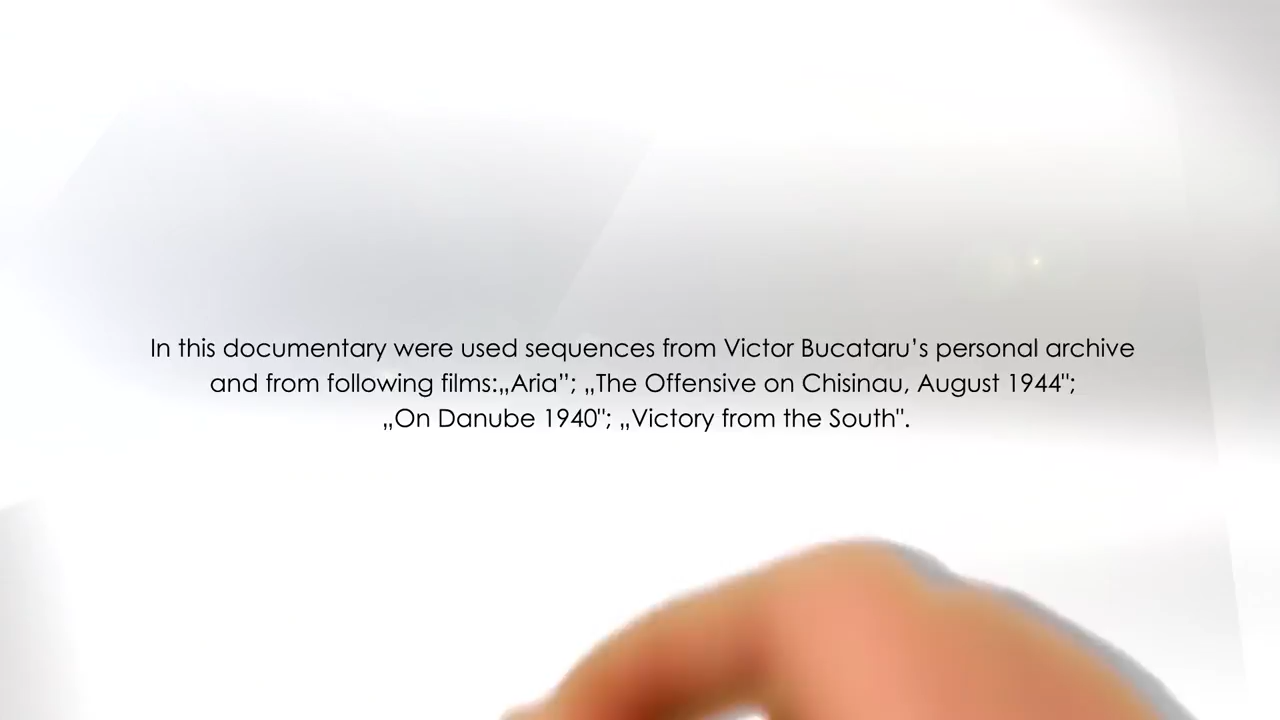 In this documentary were used sequences from Victor Bucataru’s personal archive
and from following films:„Aria”; „The Offensive on Chisinau, August 1944";
„On Danube 1940"; „Victory from the South".